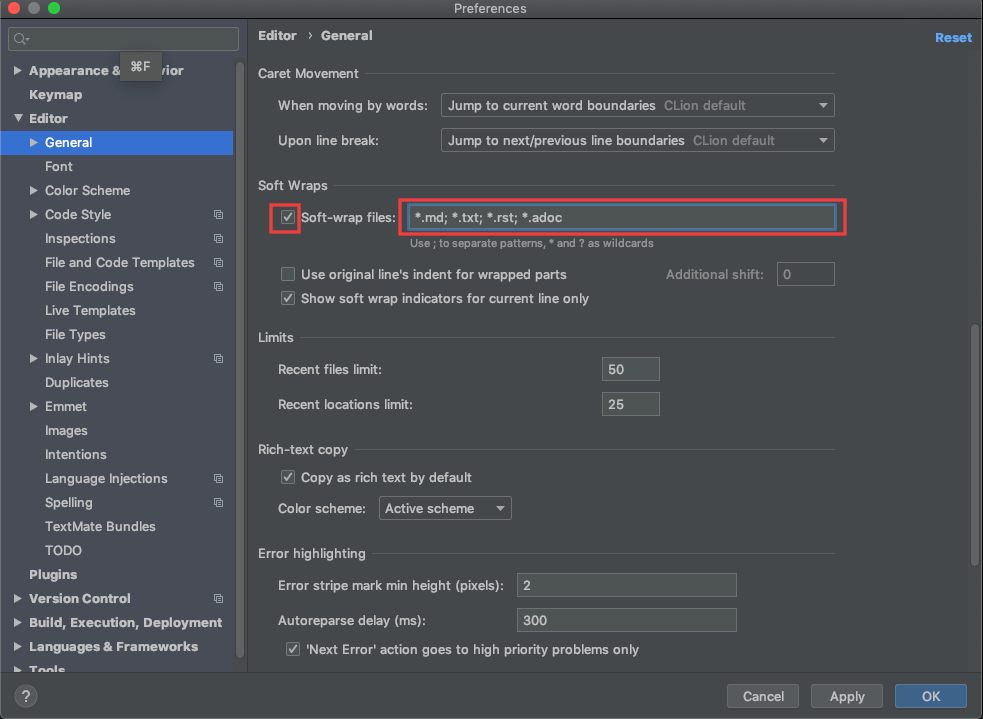 Preferences
⌘F
Appearance & Behavior
Keymap
Editor
General
Font
Color Scheme
Code Style
Inspections
File and Code Templates
File Encodings
Live Templates
File Types
Inlay Hints
Duplicates
Emmet
Images
Intentions
Language Injections
Spelling
TextMate Bundles
TODO
Plugins
Version Control
Build, Execution, Deployment
Languages & Frameworks
Tools
Editor › General
Reset
Caret Movement
When moving by words: Jump to current word boundaries CLion default
Upon line break: Jump to next/previous line boundaries CLion default
Soft Wraps
Soft-wrap files: *.md; *.txt; *.rst; *.adoc
Use ; to separate patterns, * and ? as wildcards
Use original line's indent for wrapped parts Additional shift: 0
Show soft wrap indicators for current line only
Limits
Recent files limit: 50
Recent locations limit: 25
Rich-text copy
Copy as rich text by default
Color scheme: Active scheme
Error highlighting
Error stripe mark min height (pixels): 2
Autoreparse delay (ms): 300
'Next Error' action goes to high priority problems only
? Cancel Apply OK